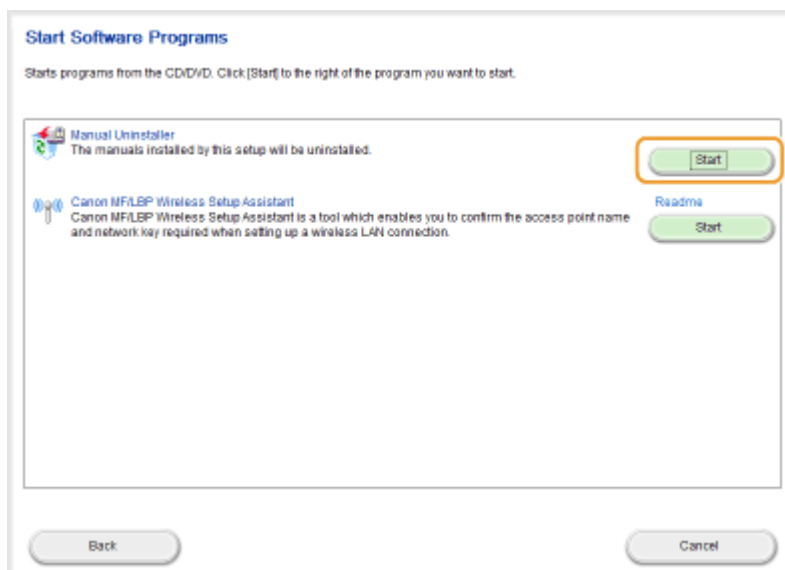 Start Software Programs
Starts programs from the CD/DVD. Click [Start] to the right of the program you want to start.
Manual Uninstaller
The manuals installed by this setup will be uninstalled.
Start
Canon MF/LBP Wireless Setup Assistant
Readme
Canon MF/LBP Wireless Setup Assistant is a tool which enables you to confirm the access point name
and network key required when setting up a wireless LAN connection.
Start
Back
Cancel